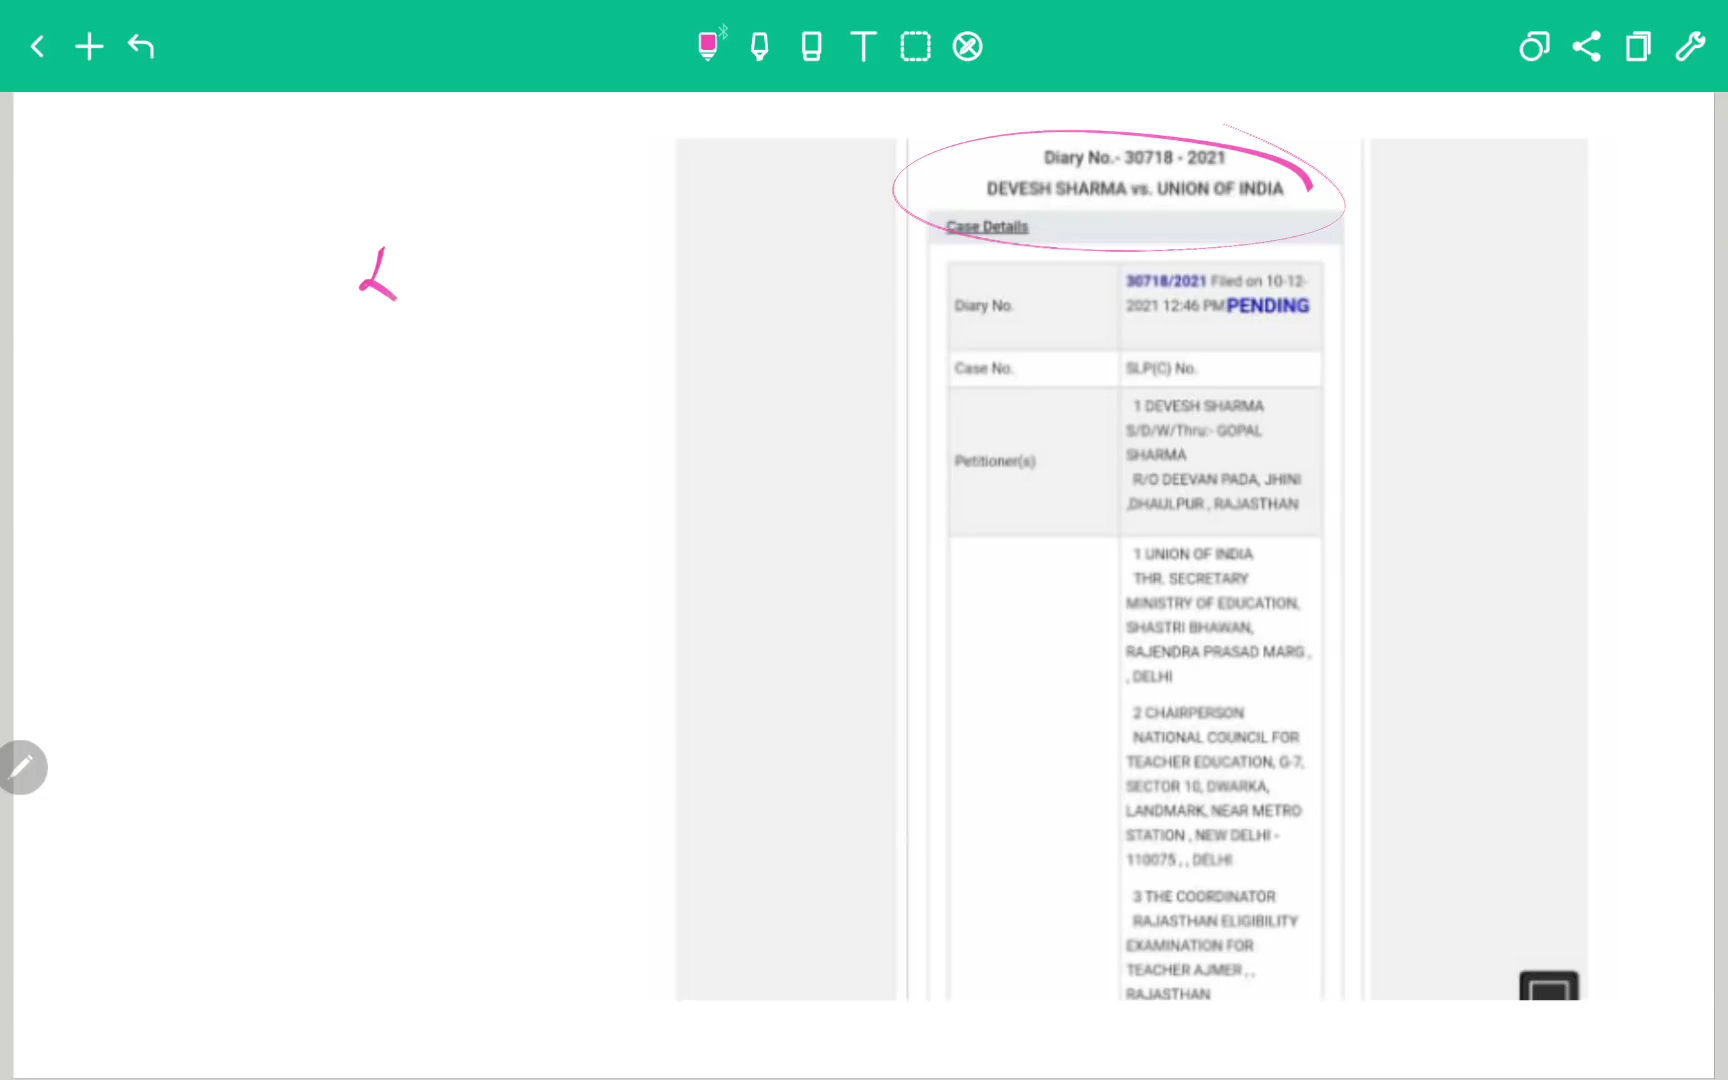 Diary No.- 30718 - 2021
DEVESH SHARMA vs. UNION OF INDIA
Case Details
Diary No.
30718/2021 Filed on 10-12-
2021 12:46 PM PENDING
Case No.
SLP(C) No.
Petitioner(s)
1 DEVESH SHARMA
S/D/W/Thru:- GOPAL
SHARMA
R/O DEEVAN PADA, JHINI
,DHAULPUR , RAJASTHAN
1 UNION OF INDIA
THR. SECRETARY
MINISTRY OF EDUCATION,
SHASTRI BHAWAN,
RAJENDRA PRASAD MARG ,
, DELHI
2 CHAIRPERSON
NATIONAL COUNCIL FOR
TEACHER EDUCATION, G-7,
SECTOR 10, DWARKA,
LANDMARK, NEAR METRO
STATION , NEW DELHI -
110075 , , DELHI
3 THE COORDINATOR
RAJASTHAN ELIGIBILITY
EXAMINATION FOR
TEACHER AJMER , ,
RAJASTHAN